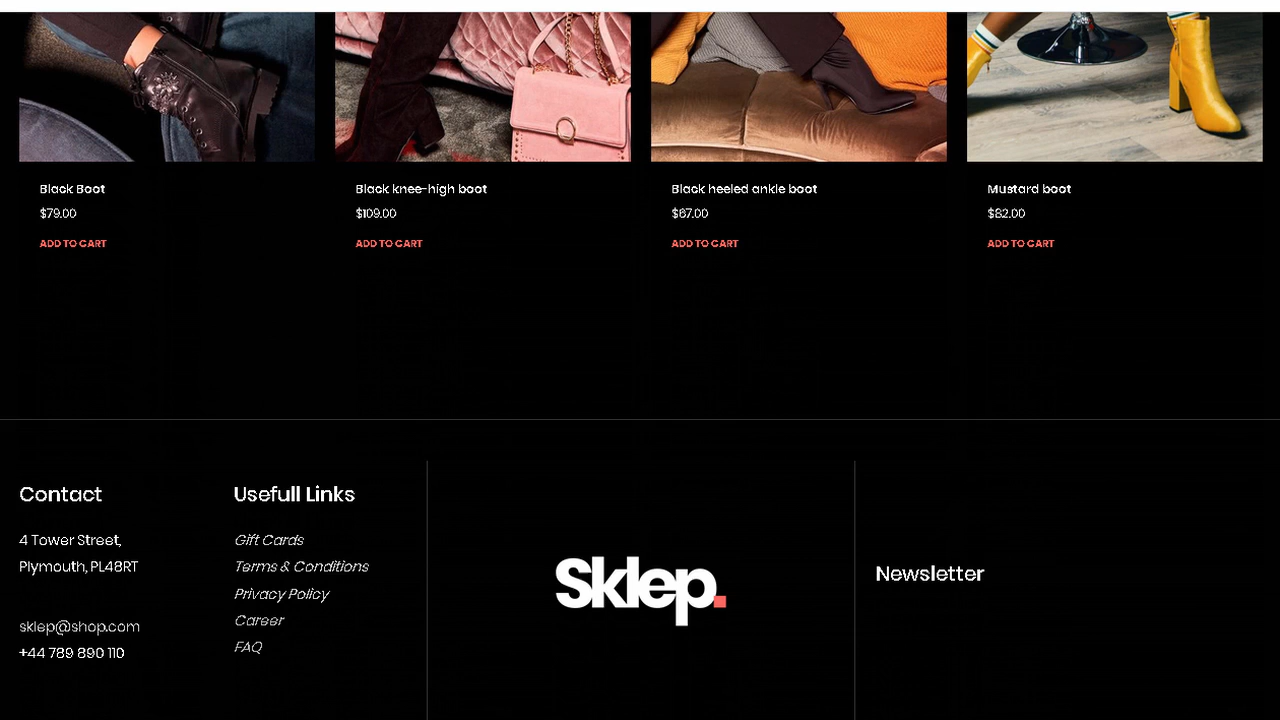 Black Boot
$79.00
ADD TO CART
Black knee-high boot
$109.00
ADD TO CART
Black heeled ankle boot
$67.00
ADD TO CART
Mustard boot
$82.00
ADD TO CART
Contact
4 Tower Street,
Plymouth, PL48RT
sklep@shop.com
+44 789 890 110
Usefull Links
Gift Cards
Terms & Conditions
Privacy Policy
Career
FAQ
Sklep.
Newsletter